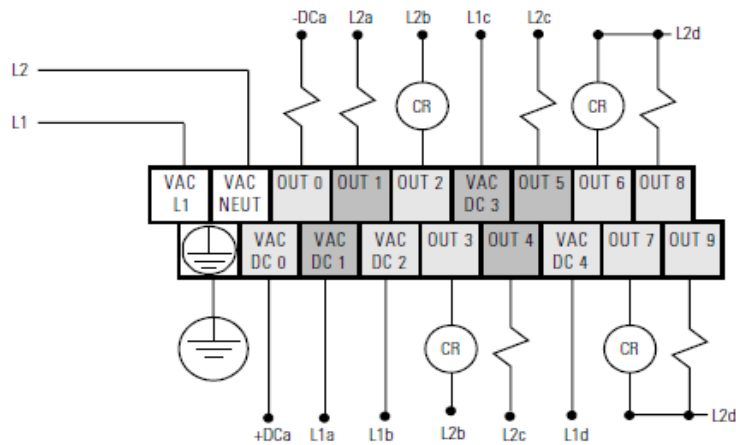 -DCa L2a L2b L1c L2c
L2d
L2
L1
CR CR
VAC L1 VAC NEUT OUT 0 OUT 1 OUT 2 VAC DC 3 OUT 5 OUT 6 OUT 8
VAC DC 0 VAC DC 1 VAC DC 2 OUT 3 OUT 4 VAC DC 4 OUT 7 OUT 9
CR CR
L2d
+DCa L1a L1b L2b L2c L1d